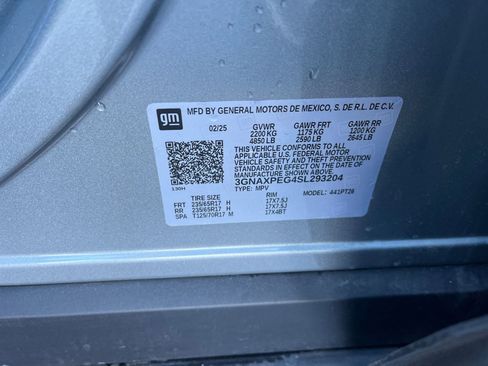 gm
MFD BY GENERAL MOTORS DE MEXICO, S. DE R.L. DE C.V.
02/25 GVWR GAWR FRT GAWR RR
2200 KG 1175 KG 1200 KG
4850 LB 2590 LB 2645 LB
THIS VEHICLE CONFORMS TO ALL
APPLICABLE U.S. FEDERAL MOTOR
VEHICLE SAFETY AND THEFT PREVENTION
STANDARDS IN EFFECT ON THE DATE OF
MANUFACTURE SHOWN ABOVE.
3GNAXPEG4SL293204
TYPE: MPV MODEL: 441PT26
130H
TIRE SIZE RIM
FRT 235/65R17 H 17X7.5J
RR 235/65R17 H 17X7.5J
SPA T125/70R17 M 17X4BT